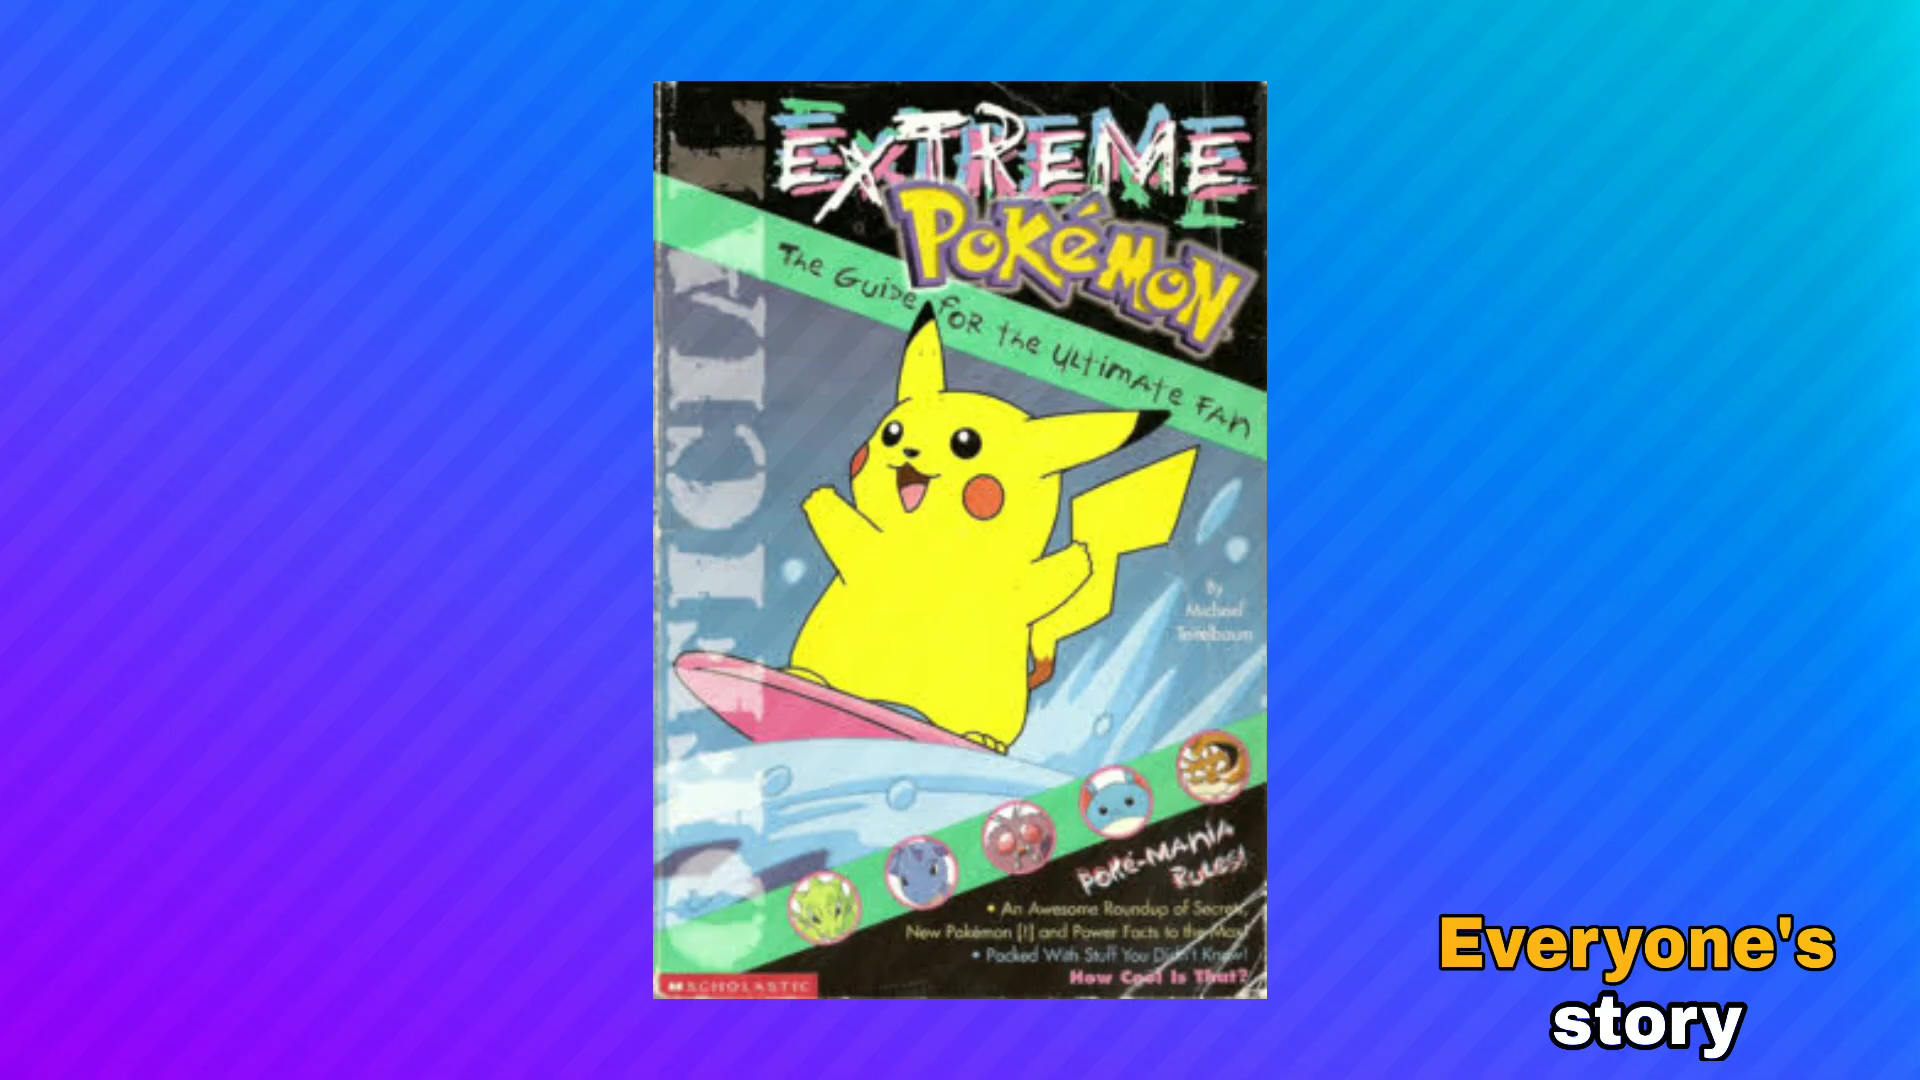 EXTREME
POKéMON
The Guide for the Ultimate Fan
By
Michael
Teitelbaum
POKé-MANIA
RULES!
• An Awesome Roundup of Secrets,
New Pokémon [!] and Power Facts to the Max!
• Packed With Stuff You Didn't Know!
How Cool Is That?
SCHOLASTIC
Everyone's
story